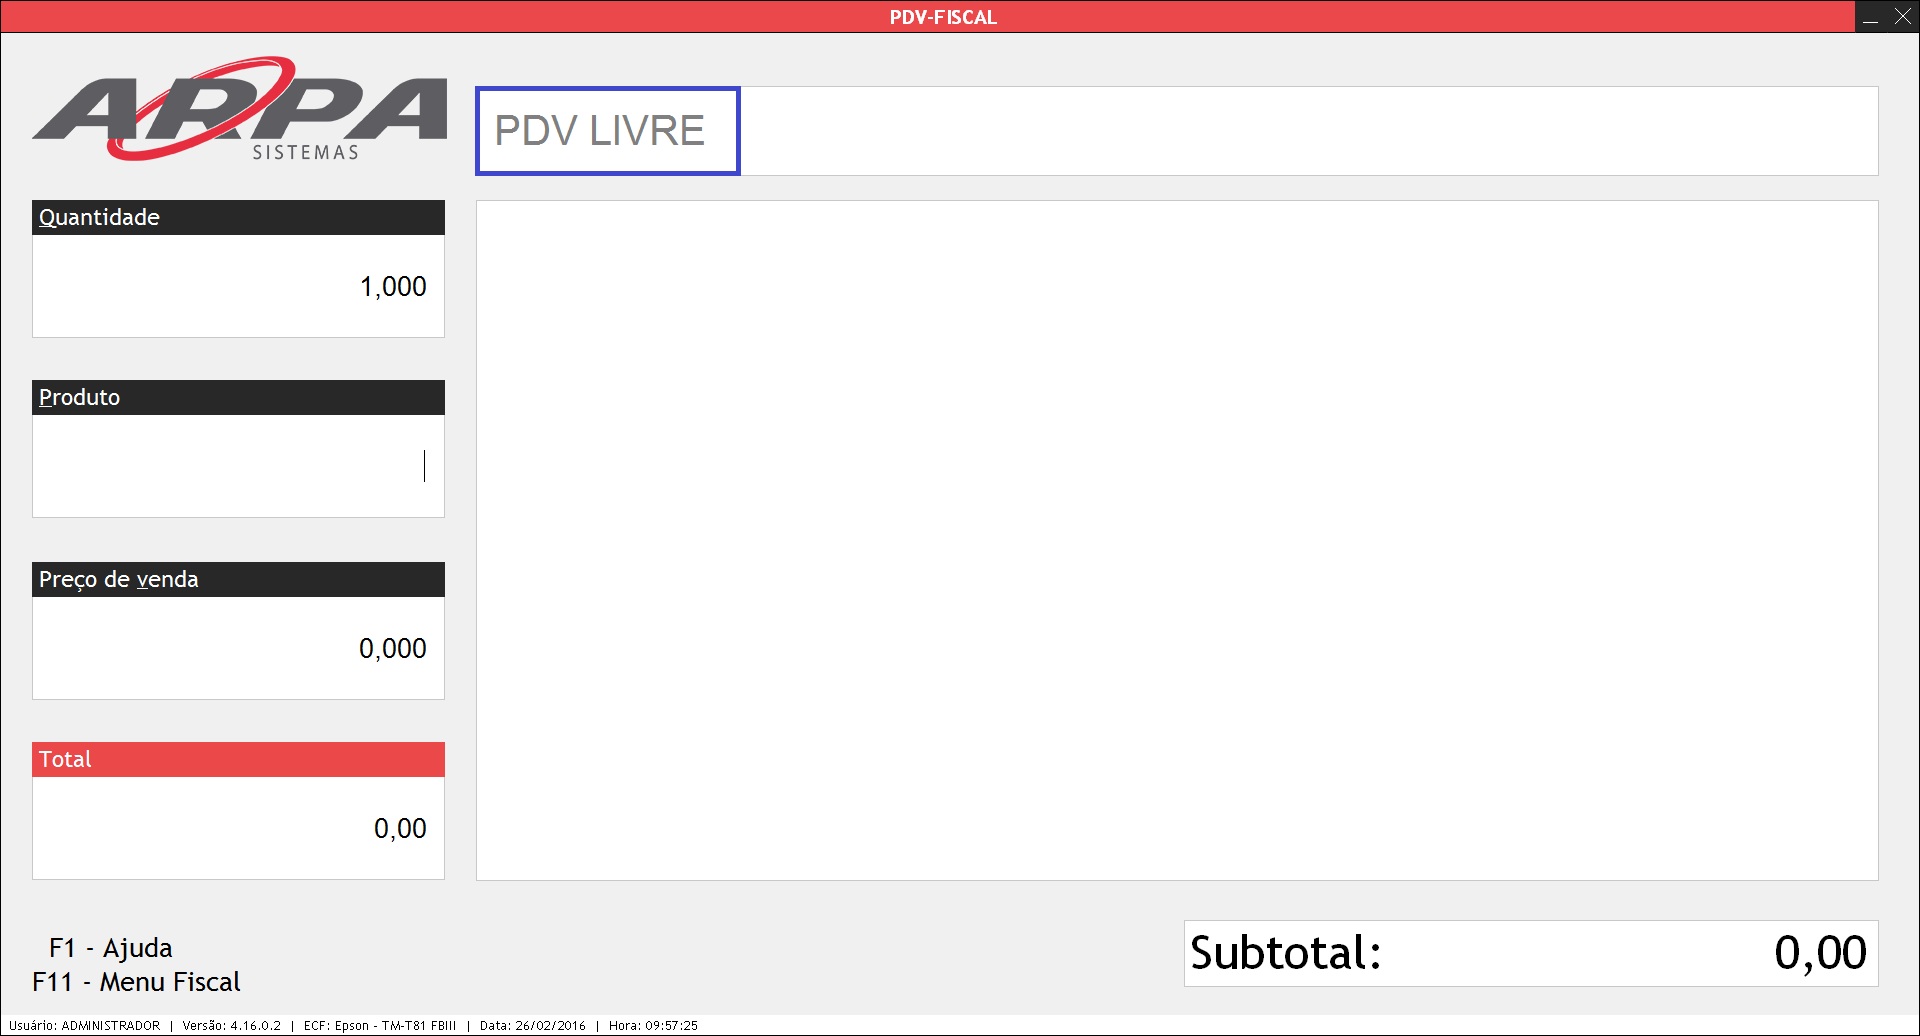 PDV-FISCAL
ARPA
SISTEMAS
PDV LIVRE
Quantidade
1,000
Produto
Preço de venda
0,000
Total
0,00
F1 - Ajuda
F11 - Menu Fiscal
Subtotal: 0,00
Usuário: ADMINISTRADOR | Versão: 4.16.0.2 | ECF: Epson - TM-T81 FBIII | Data: 26/02/2016 | Hora: 09:57:25